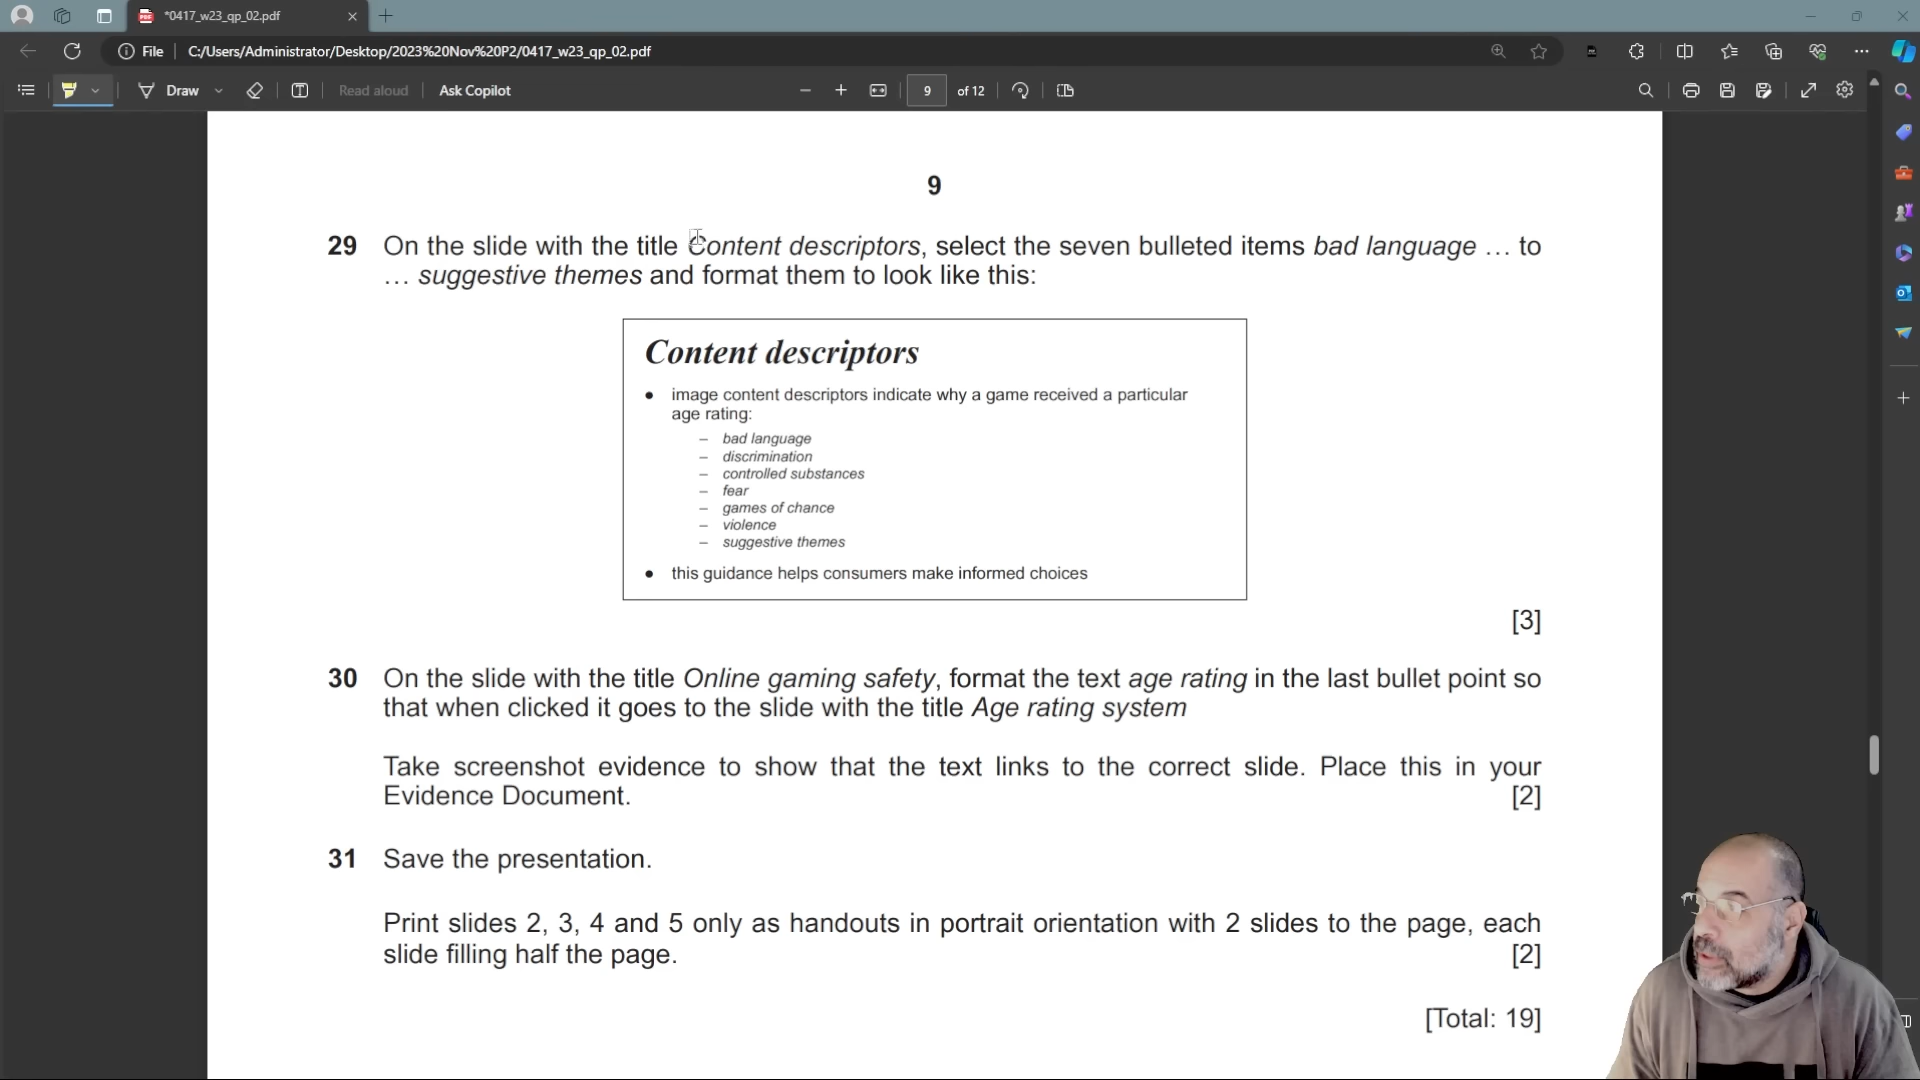 *0417_w23_qp_02.pdf
File
C:/Users/Administrator/Desktop/2023%20Nov%20P2/0417_w23_qp_02.pdf
Draw
Read aloud
Ask Copilot
9
of 12
9
29 On the slide with the title Content descriptors, select the seven bulleted items bad language … to
… suggestive themes and format them to look like this:
Content descriptors
• image content descriptors indicate why a game received a particular
age rating:
– bad language
– discrimination
– controlled substances
– fear
– games of chance
– violence
– suggestive themes
• this guidance helps consumers make informed choices
[3]
30 On the slide with the title Online gaming safety, format the text age rating in the last bullet point so
that when clicked it goes to the slide with the title Age rating system
Take screenshot evidence to show that the text links to the correct slide. Place this in your
Evidence Document. [2]
31 Save the presentation.
Print slides 2, 3, 4 and 5 only as handouts in portrait orientation with 2 slides to the page, each
slide filling half the page. [2]
[Total: 19]